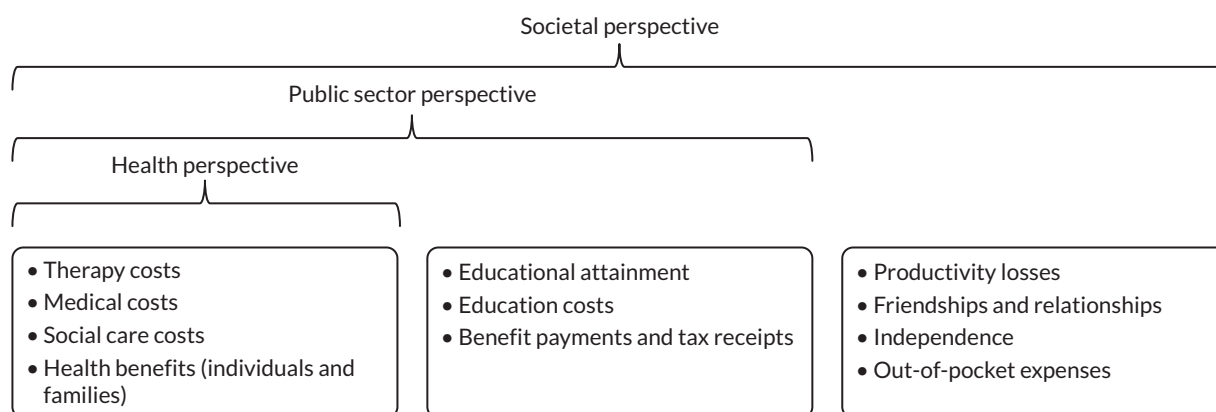 Societal perspective
Public sector perspective
Health perspective
• Therapy costs
• Medical costs
• Social care costs
• Health benefits (individuals and
families)
• Educational attainment
• Education costs
• Benefit payments and tax receipts
• Productivity losses
• Friendships and relationships
• Independence
• Out-of-pocket expenses